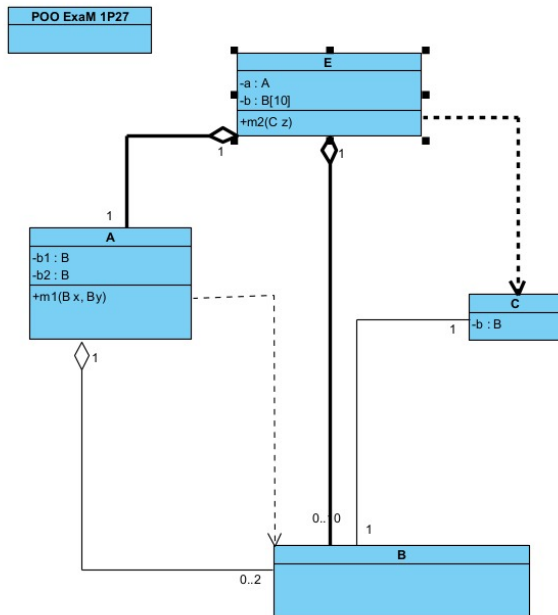 POO ExaM 1P27
E
-a : A
-b : B[10]
+m2(C z)
1
1
1
A
-b1 : B
-b2 : B
+m1(B x, By)
C
-b : B
1
1
0..10
1
B
0..2